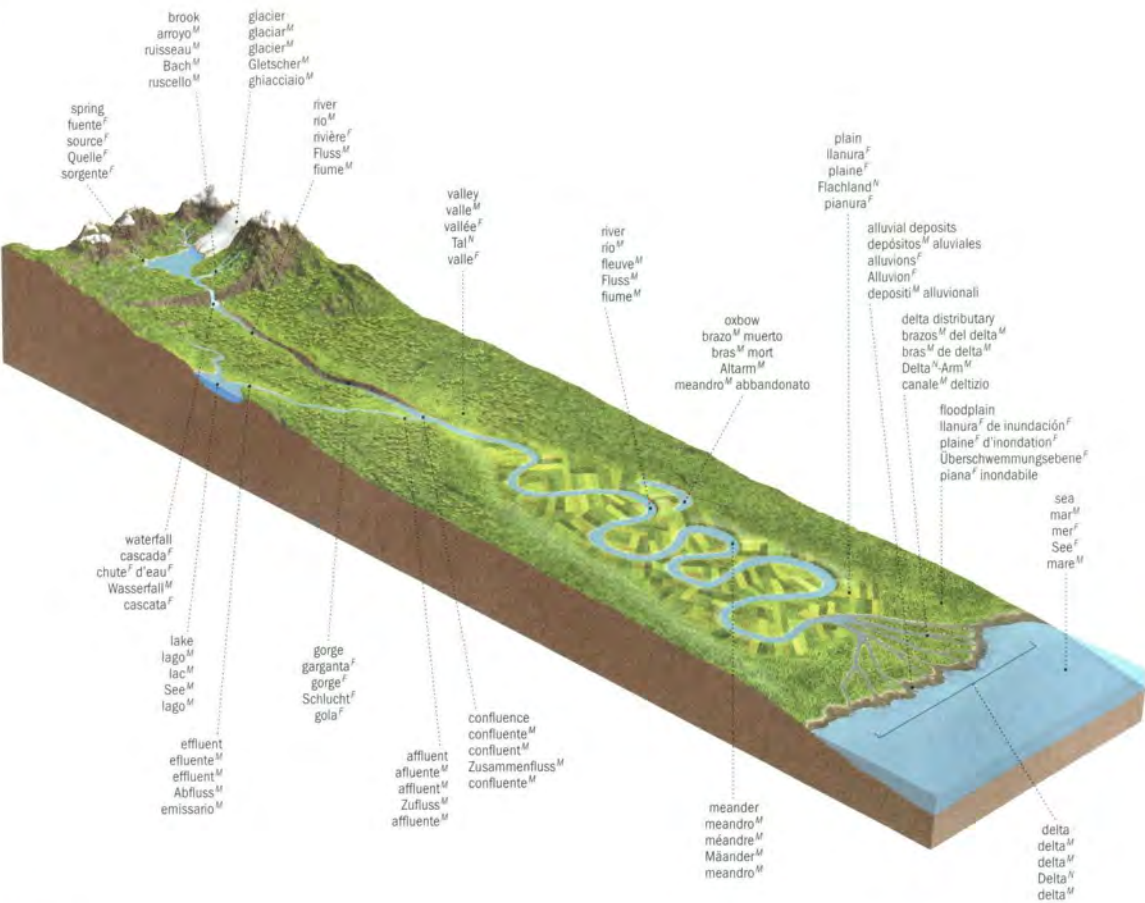 brook
arroyo^M
ruisseau^M
Bach^M
ruscello^M
glacier
glaciar^M
glacier^M
Gletscher^M
ghiacciaio^M
spring
fuente^F
source^F
Quelle^F
sorgente^F
river
río^M
rivière^F
Fluss^M
fiume^M
valley
valle^M
vallée^F
Tal^N
valle^F
river
río^M
fleuve^M
Fluss^M
fiume^M
plain
llanura^F
plaine^F
Flachland^N
pianura^F
alluvial deposits
depósitos^M aluviales
alluvions^F
Alluvion^F
depositi^M alluvionali
oxbow
brazo^M muerto
bras^M mort
Altarm^M
meandro^M abbandonato
delta distributary
brazos^M del delta^M
bras^M de delta^M
Delta^N-Arm^M
canale^M deltizio
floodplain
llanura^F de inundación^F
plaine^F d'inondation^F
Überschwemmungsebene^F
piana^F inondabile
sea
mar^M
mer^F
See^F
mare^M
waterfall
cascada^F
chute^F d'eau^F
Wasserfall^M
cascata^F
lake
lago^M
lac^M
See^M
lago^M
effluent
efluente^M
effluent^M
Abfluss^M
emissario^M
gorge
garganta^F
gorge^F
Schlucht^F
gola^F
affluent
afluente^M
affluent^M
Zufluss^M
affluente^M
confluence
confluente^M
confluent^M
Zusammenfluss^M
confluente^M
meander
meandro^M
méandre^M
Mäander^M
meandro^M
delta
delta^M
delta^M
Delta^N
delta^M